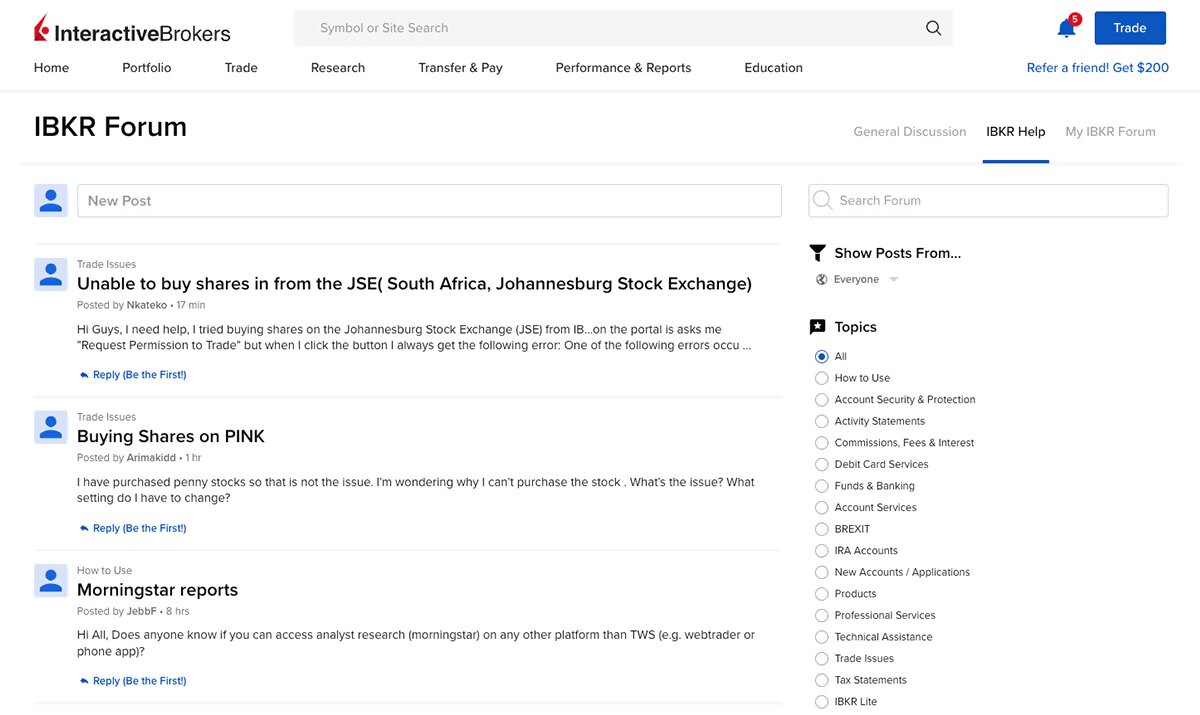 InteractiveBrokers
Symbol or Site Search
5
Trade
Home Portfolio Trade Research Transfer & Pay Performance & Reports Education
Refer a friend! Get $200
IBKR Forum
General Discussion IBKR Help My IBKR Forum
New Post
Trade Issues
Unable to buy shares in from the JSE( South Africa, Johannesburg Stock Exchange)
Posted by Nkateko • 17 min
Hi Guys, I need help, I tried buying shares on the Johannesburg Stock Exchange (JSE) from IB...on the portal is asks me
"Request Permission to Trade" but when I click the button I always get the following error: One of the following errors occu ...
Reply (Be the First!)
Trade Issues
Buying Shares on PINK
Posted by Arimakidd • 1 hr
I have purchased penny stocks so that is not the issue. I'm wondering why I can't purchase the stock . What's the issue? What
setting do I have to change?
Reply (Be the First!)
How to Use
Morningstar reports
Posted by JebbF • 8 hrs
Hi All, Does anyone know if you can access analyst research (morningstar) on any other platform than TWS (e.g. webtrader or
phone app)?
Reply (Be the First!)
Search Forum
Show Posts From...
Everyone
Topics
All
How to Use
Account Security & Protection
Activity Statements
Commissions, Fees & Interest
Debit Card Services
Funds & Banking
Account Services
BREXIT
IRA Accounts
New Accounts / Applications
Products
Professional Services
Technical Assistance
Trade Issues
Tax Statements
IBKR Lite